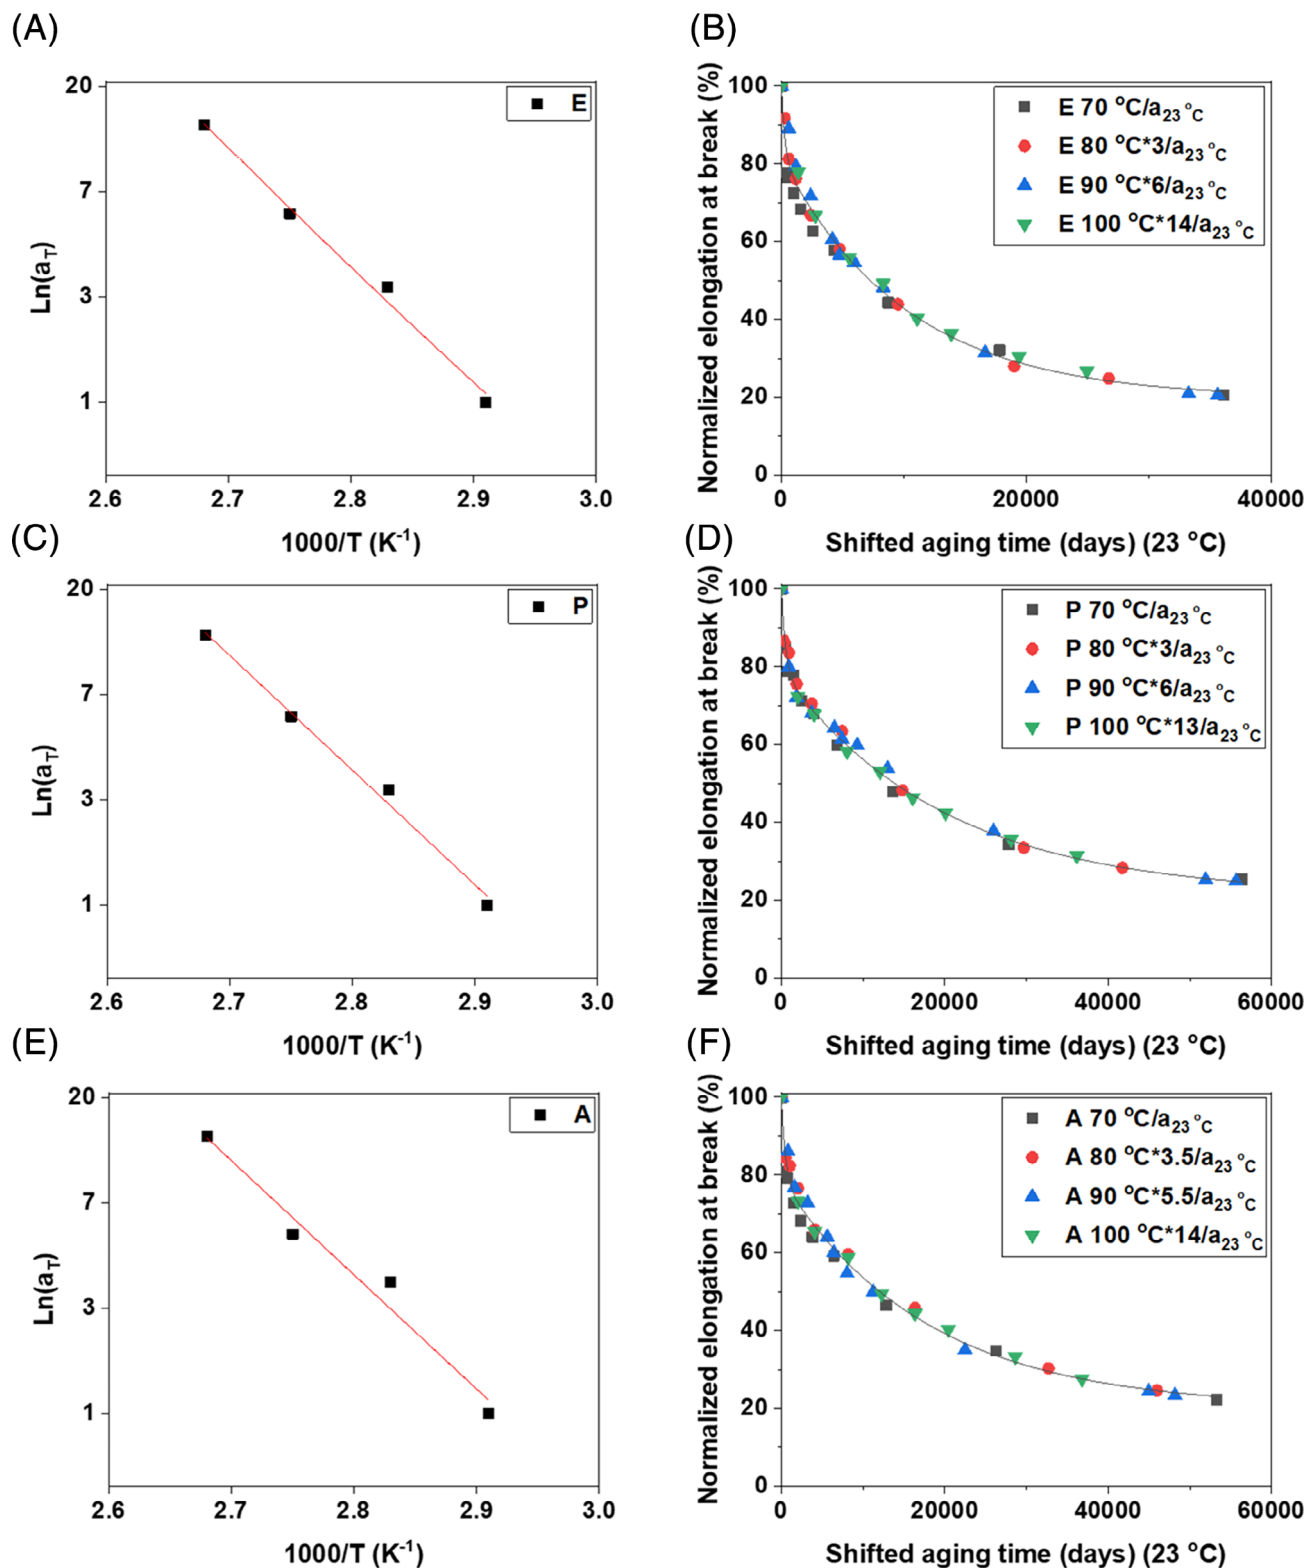 (A)
20
7
3
1
Ln(aT)
E
2.6 2.7 2.8 2.9 3.0
1000/T (K-1)
(B)
100
80
60
40
20
0
Normalized elongation at break (%)
E 70 °C/a23 °C
E 80 °C*3/a23 °C
E 90 °C*6/a23 °C
E 100 °C*14/a23 °C
0 20000 40000
Shifted aging time (days) (23 °C)
(C)
20
7
3
1
Ln(aT)
P
2.6 2.7 2.8 2.9 3.0
1000/T (K-1)
(D)
100
80
60
40
20
0
Normalized elongation at break (%)
P 70 °C/a23 °C
P 80 °C*3/a23 °C
P 90 °C*6/a23 °C
P 100 °C*13/a23 °C
0 20000 40000 60000
Shifted aging time (days) (23 °C)
(E)
20
7
3
1
Ln(aT)
A
2.6 2.7 2.8 2.9 3.0
1000/T (K-1)
(F)
100
80
60
40
20
0
Normalized elongation at break (%)
A 70 °C/a23 °C
A 80 °C*3.5/a23 °C
A 90 °C*5.5/a23 °C
A 100 °C*14/a23 °C
0 20000 40000 60000
Shifted aging time (days) (23 °C)